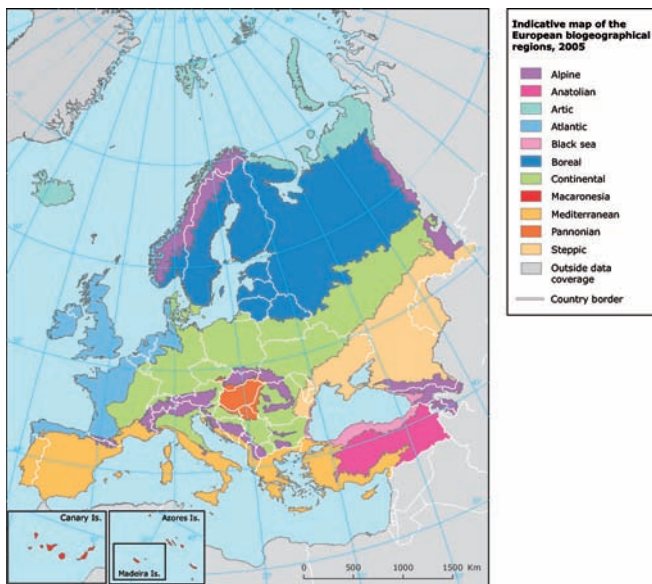 Indicative map of the
European biogeographical
regions, 2005
Alpine
Anatolian
Artic
Atlantic
Black sea
Boreal
Continental
Macaronesia
Mediterranean
Pannonian
Steppic
Outside data
coverage
Country border
Canary Is.
Azores Is.
Madeira Is.
0 500 1000 1500 Km